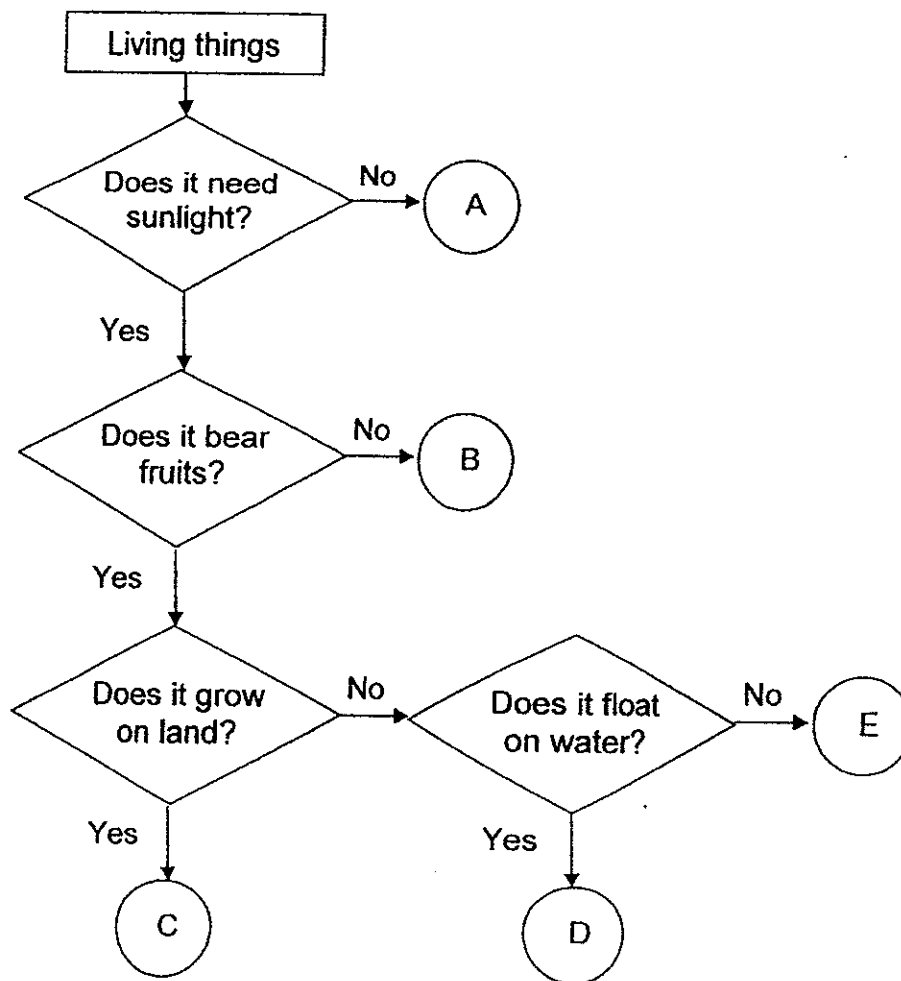 Living things
Does it need
sunlight?
No
A
Yes
Does it bear
fruits?
No
B
Yes
Does it grow
on land?
No
Does it float
on water?
No
E
Yes
C
Yes
D